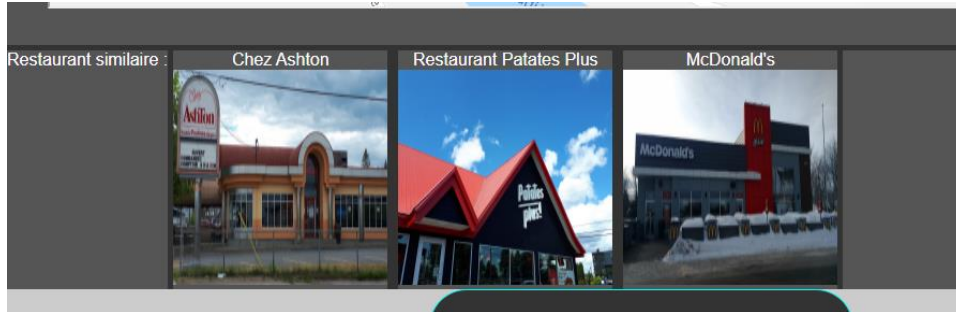 Restaurant similaire :
Chez Ashton
Restaurant Patates Plus
McDonald's
AshTon
Patates
plus!
McDonald's